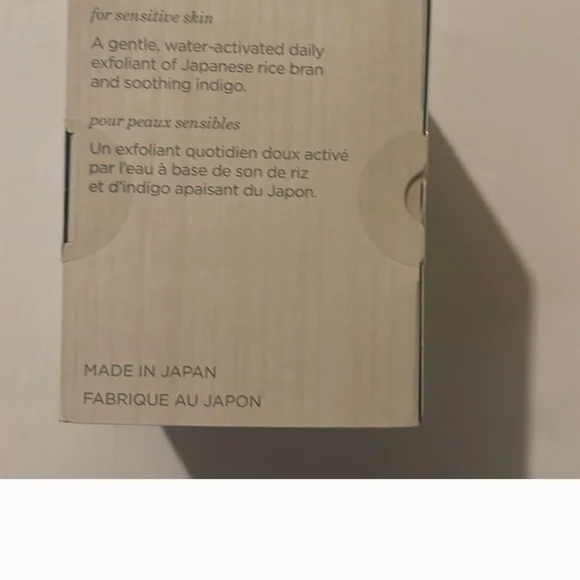 for sensitive skin
A gentle, water-activated daily
exfoliant of Japanese rice bran
and soothing indigo.
pour peaux sensibles
Un exfoliant quotidien doux activé
par l'eau à base de son de riz
et d'indigo apaisant du Japon.
MADE IN JAPAN
FABRIQUE AU JAPON